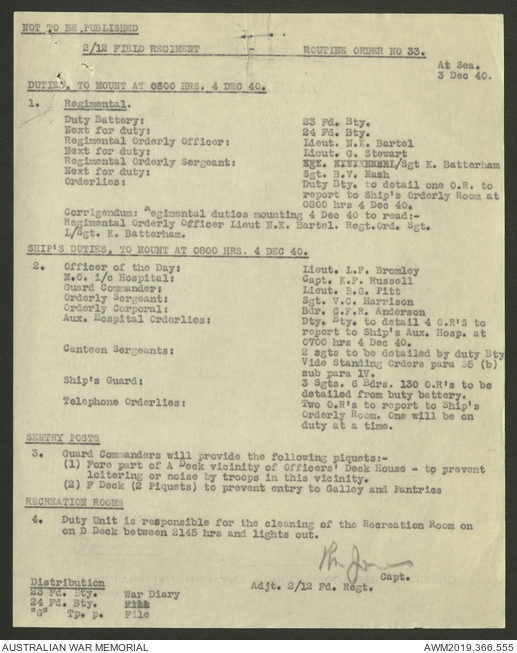 NOT TO BE PUBLISHED
2/12 FIELD REGIMENT - ROUTINE ORDER NO 33.
At Sea.
3 Dec 40.
DUTIES, TO MOUNT AT 0800 HRS. 4 DEC 40.
1. Regimental.
Duty Battery: 23 Fd. Bty.
Next for duty: 24 Fd. Bty.
Regimental Orderly Officer: Lieut. N.K. Bartel
Next for duty: Lieut. G. Stewart
Regimental Orderly Sergeant: L/Sgt K. Batterham
Next for duty: Sgt. B.V. Nash
Orderlies: Duty Bty. to detail one O.R. to
report to Ship's Orderly Room at
0800 hrs 4 Dec 40.
Corrigendum: Regimental duties mounting 4 Dec 40 to read:-
Regimental Orderly Officer Lieut N.K. Bartel. Regt.Ord. Sgt.
L/Sgt. K. Batterham.
SHIP'S DUTIES, TO MOUNT AT 0800 HRS. 4 DEC 40.
2. Officer of the Day: Lieut. L.F. Bromley
M.O. i/c Hospital: Capt. K.F. Russell
Guard Commander: Lieut. B.G. Pitt
Orderly Sergeant: Sgt. V.C. Harrison
Orderly Corporal: Bdr. C.F.R. Anderson
Aux. Hospital Orderlies: Dty. Bty. to detail 4 O.R'S to
report to Ship's Aux. Hosp. at
0700 hrs 4 Dec 40.
Canteen Sergeants: 2 sgts to be detailed by duty Bty
Vide Standing Orders para 35 (b)
sub para 1V.
Ship's Guard: 3 Sgts. 6 Bdrs. 130 O.R's to be
detailed from buty battery.
Telephone Orderlies: Two O.R's to report to Ship's
Orderly Room. One will be on
duty at a time.
SENTRY POSTS
3. Guard Commanders will provide the following piquets:-
(1) Fore part of A Deck vicinity of Officers' Deck House - to prevent
loitering or noise by troops in this vicinity.
(2) F Deck (2 Piquets) to prevent entry to Galley and Pantries
RECREATION ROOMS
4. Duty Unit is responsible for the cleaning of the Recreation Room on
on D Deck between 2145 hrs and lights out.
Jones
Capt.
Adjt. 2/12 Fd. Regt.
Distribution
23 Fd. Bty. War Diary
24 Fd. Bty.
"G" Tp. p. File
AUSTRALIAN WAR MEMORIAL AWM2019.366.555